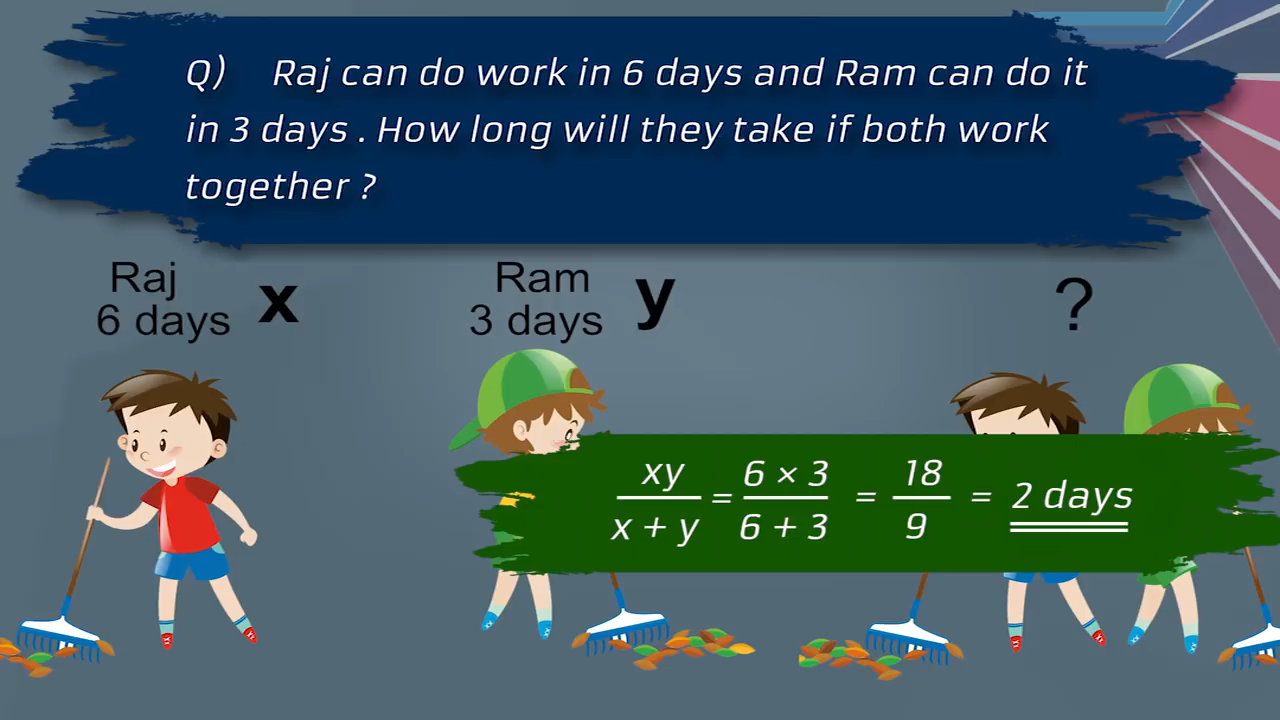 Q) Raj can do work in 6 days and Ram can do it
in 3 days . How long will they take if both work
together ?
Raj
6 days x
Ram
3 days y
?
xy / x + y = 6 × 3 / 6 + 3 = 18 / 9 = 2 days